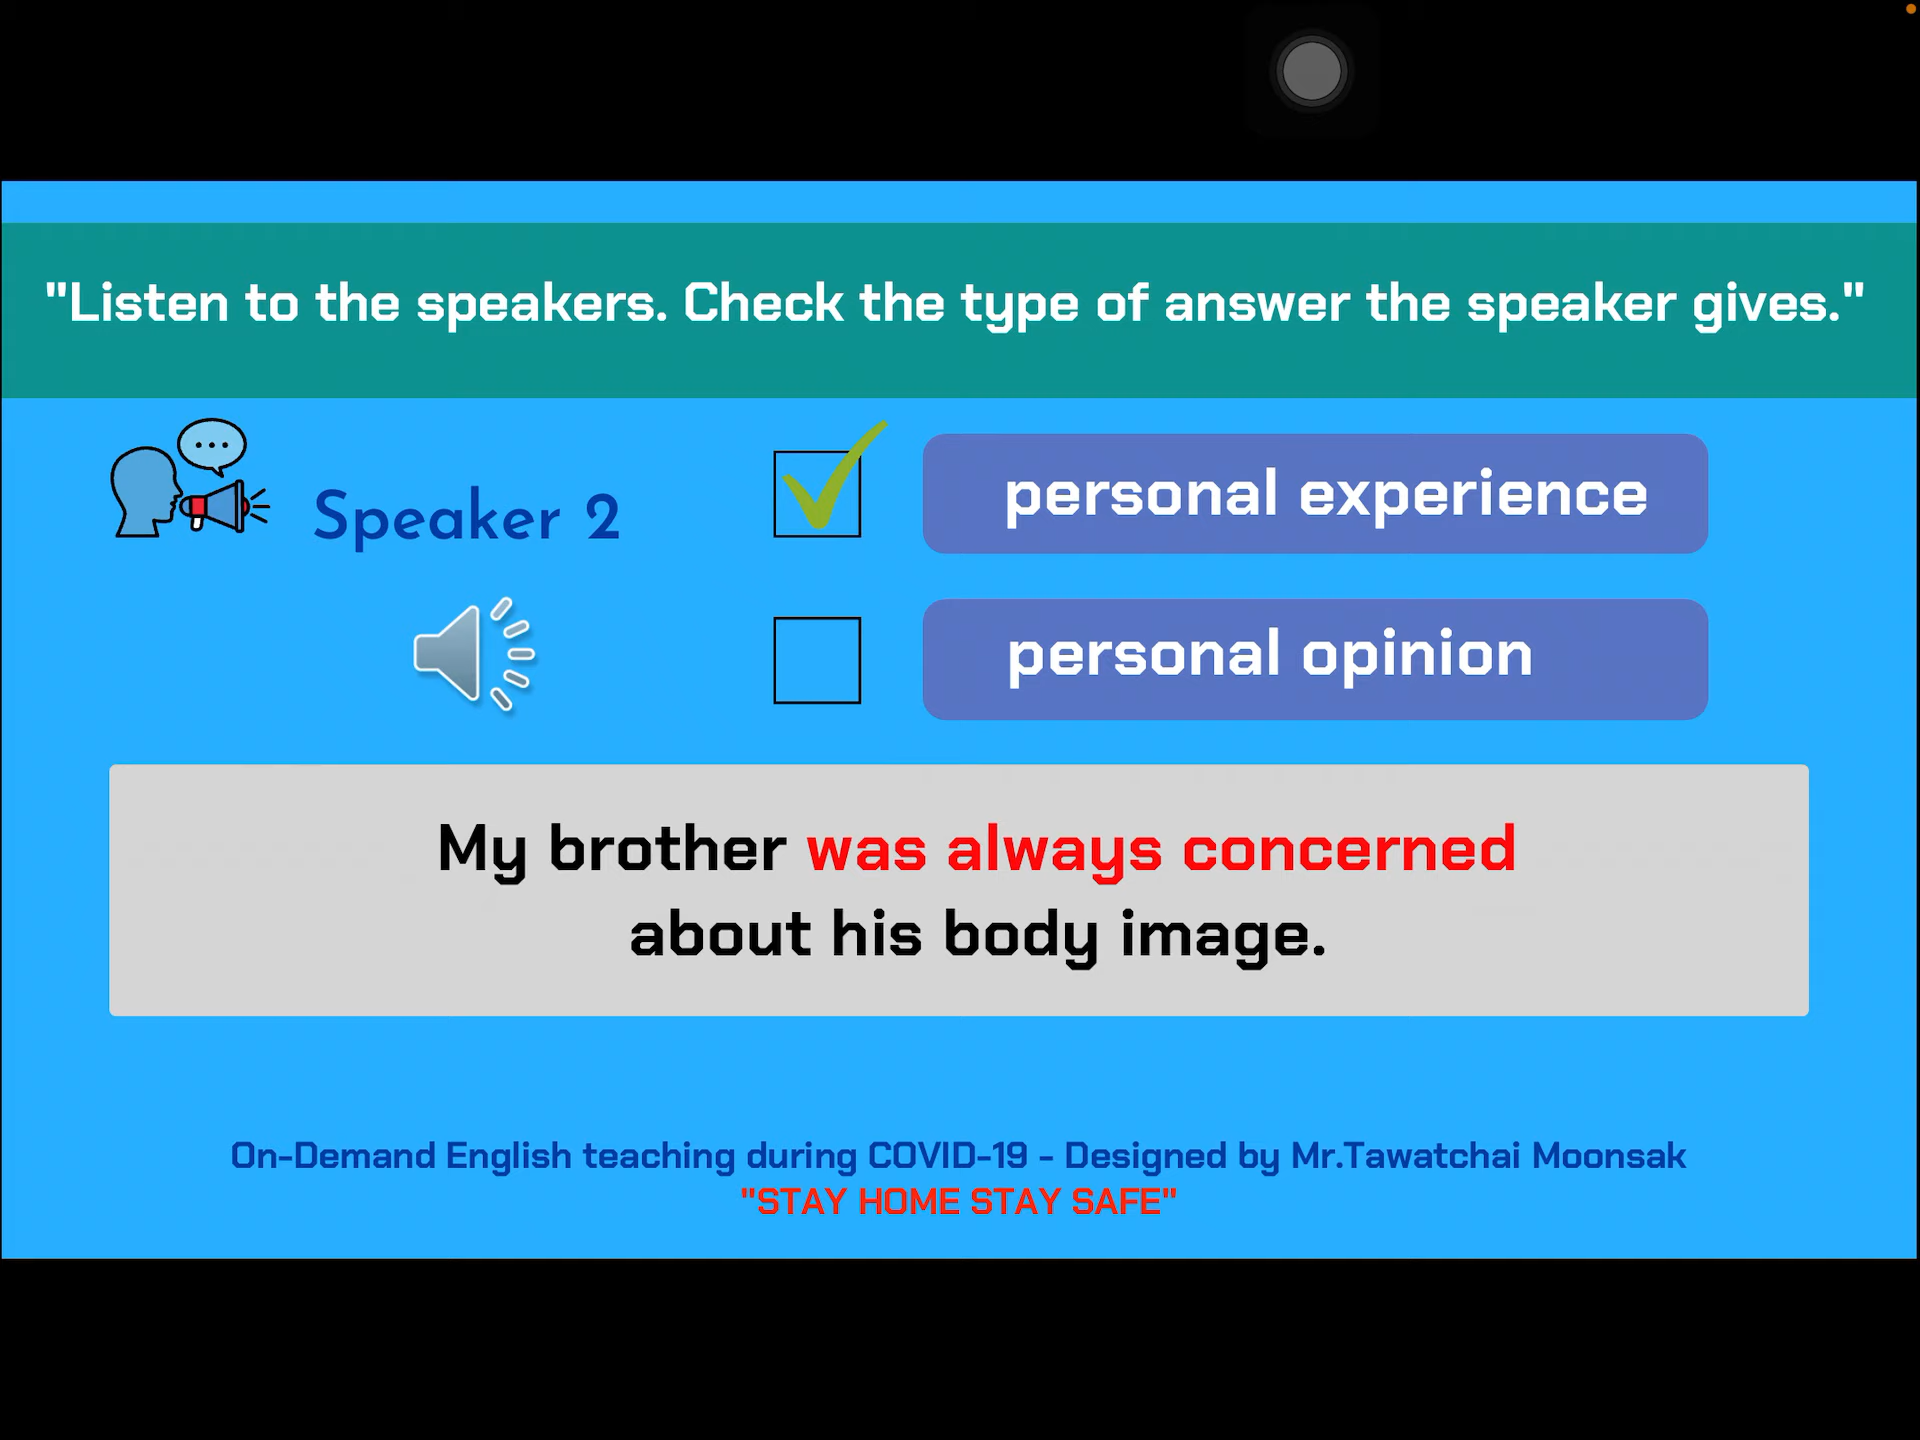 "Listen to the speakers. Check the type of answer the speaker gives."
Speaker 2
personal experience
personal opinion
My brother was always concerned
about his body image.
On-Demand English teaching during COVID-19 - Designed by Mr.Tawatchai Moonsak
"STAY HOME STAY SAFE"